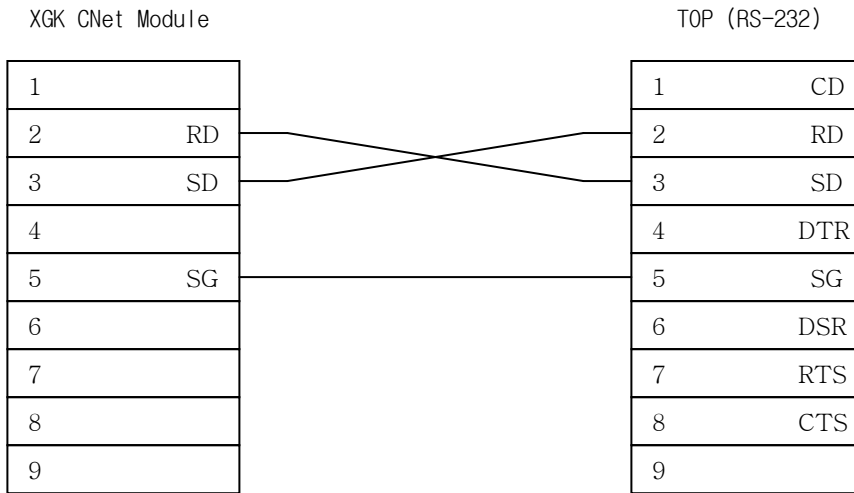 XGK CNet Module TOP (RS-232)
1 1 CD
2 RD 2 RD
3 SD 3 SD
4 4 DTR
5 SG 5 SG
6 6 DSR
7 7 RTS
8 8 CTS
9 9